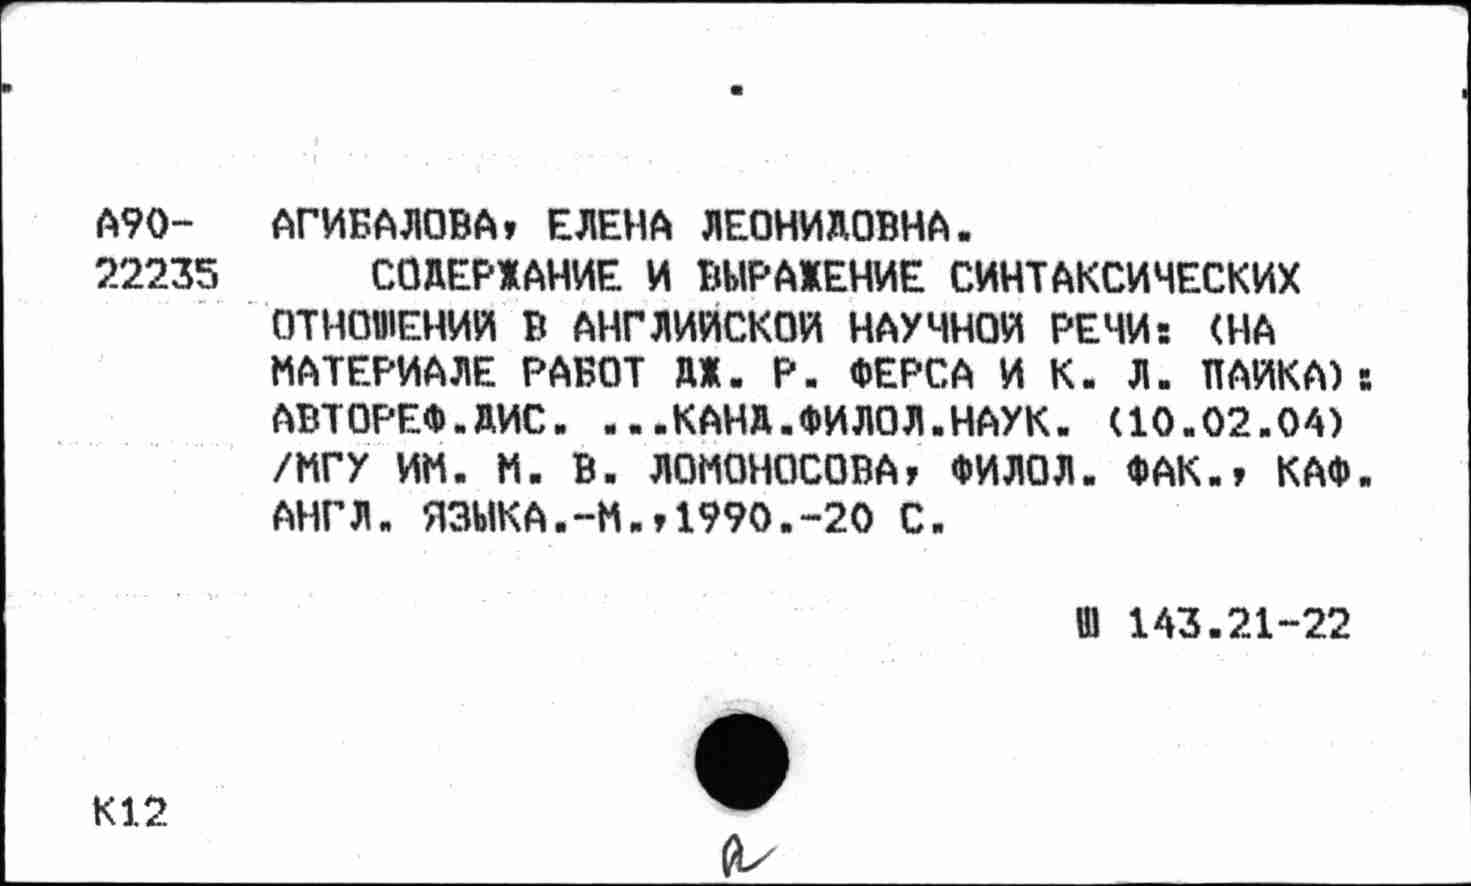 А90- АГИБАЛОВА, ЕЛЕНА ЛЕОНИДОВНА.
22235 СОДЕРЖАНИЕ И ВЫРАЖЕНИЕ СИНТАКСИЧЕСКИХ
ОТНОШЕНИЙ В АНГЛИЙСКОЙ НАУЧНОЙ РЕЧИ: (НА
МАТЕРИАЛЕ РАБОТ ДЖ. Р. ФЕРСА И К. Л. ПАЙКА):
АВТОРЕФ.ДИС. ...КАНД.ФИЛОЛ.НАУК. (10.02.04)
/МГУ ИМ. М. В. ЛОМОНОСОВА, ФИЛОЛ. ФАК., КАФ.
АНГЛ. ЯЗЫКА.-М.,1990.-20 С.
Ш 143.21-22
К12